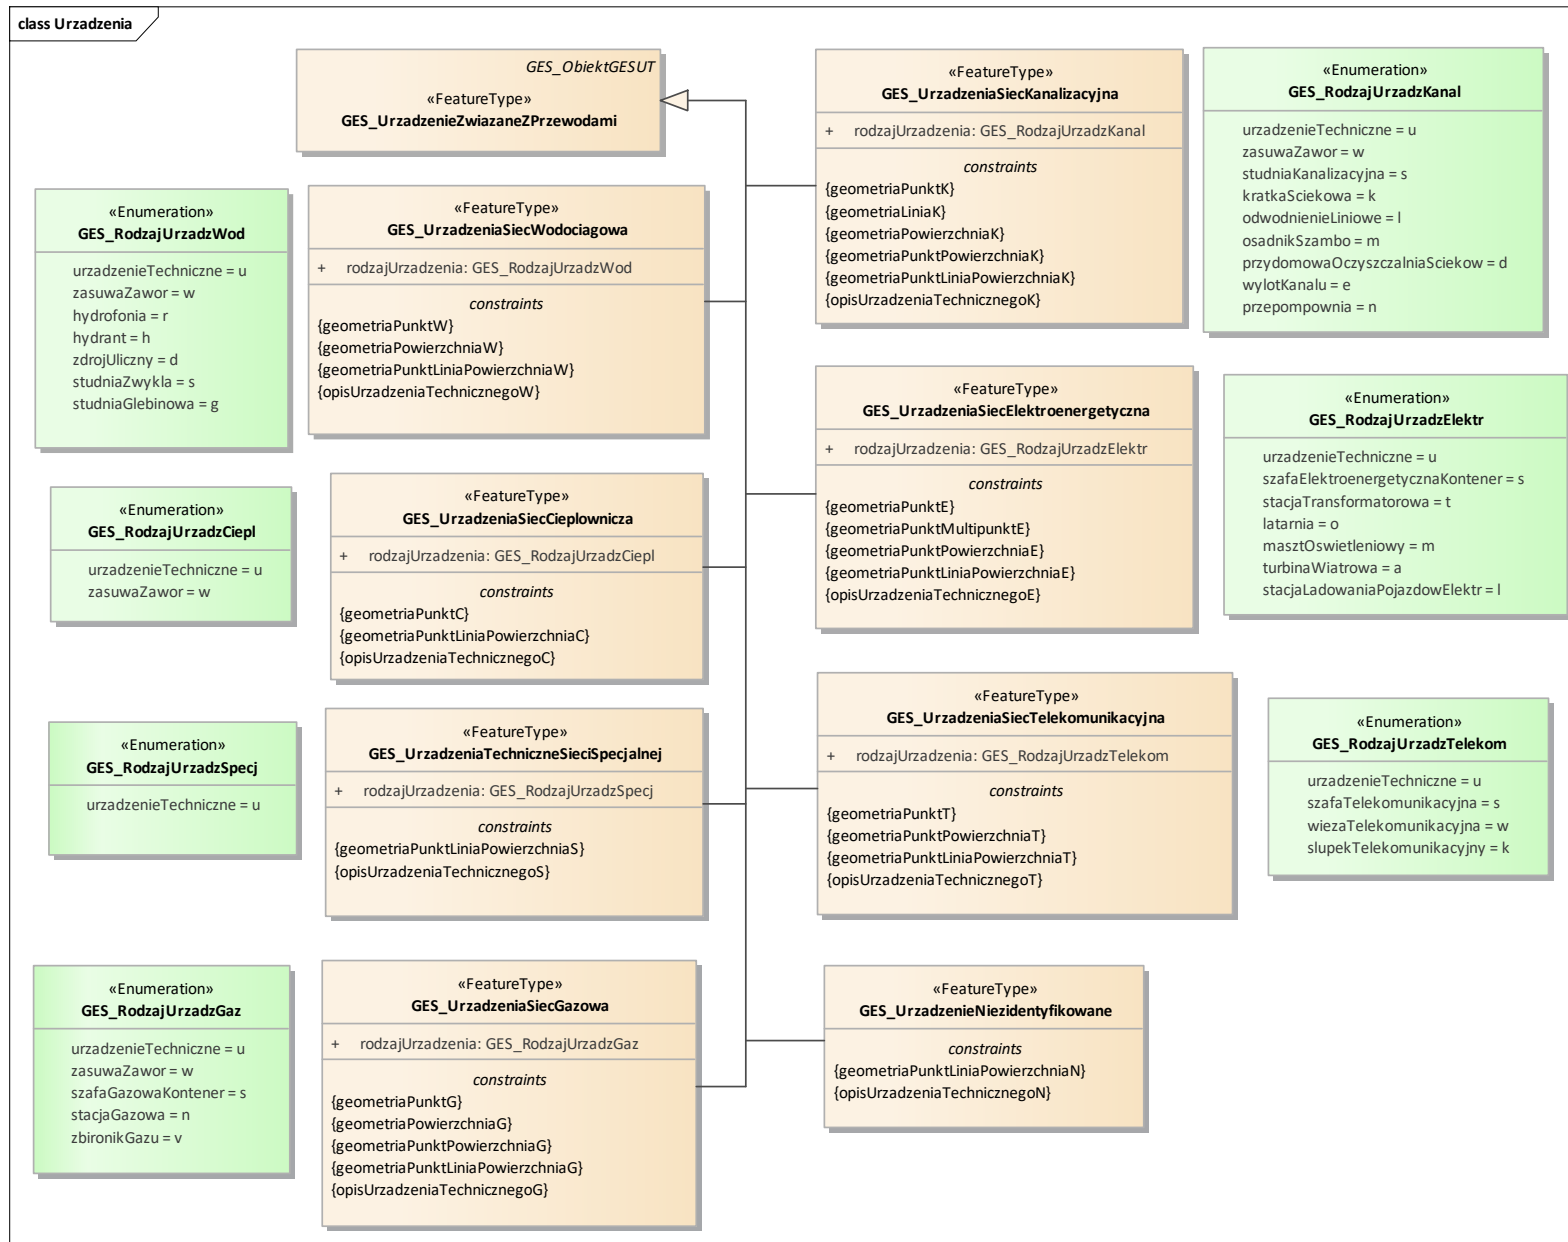 class Urzadzenia
GES_ObiektGESUT
«FeatureType»
GES_UrzadzenieZwiazaneZPrzewodami
«FeatureType»
GES_UrzadzeniaSiecKanalizacyjna
+ rodzajUrzadzenia: GES_RodzajUrzadzKanal
constraints
{geometriaPunktK}
{geometriaLiniaK}
{geometriaPowierzchniaK}
{geometriaPunktPowierzchniaK}
{geometriaPunktLiniaPowierzchniaK}
{opisUrzadzeniaTechnicznegoK}
«Enumeration»
GES_RodzajUrzadzKanal
urzadzenieTechniczne = u
zasuwaZawor = w
studniaKanalizacyjna = s
kratkaSciekowa = k
odwodnienieLiniowe = l
osadnikSzambo = m
przydomowaOczyszczalniaSciekow = d
wylotKanalu = e
przepompownia = n
«Enumeration»
GES_RodzajUrzadzWod
urzadzenieTechniczne = u
zasuwaZawor = w
hydrofonia = r
hydrant = h
zdrojUliczny = d
studniaZwykla = s
studniaGlebinowa = g
«FeatureType»
GES_UrzadzeniaSiecWodociagowa
+ rodzajUrzadzenia: GES_RodzajUrzadzWod
constraints
{geometriaPunktW}
{geometriaPowierzchniaW}
{geometriaPunktLiniaPowierzchniaW}
{opisUrzadzeniaTechnicznegoW}
«FeatureType»
GES_UrzadzeniaSiecElektroenergetyczna
+ rodzajUrzadzenia: GES_RodzajUrzadzElektr
constraints
{geometriaPunktE}
{geometriaPunktMultipunktE}
{geometriaPunktPowierzchniaE}
{geometriaPunktLiniaPowierzchniaE}
{opisUrzadzeniaTechnicznegoE}
«Enumeration»
GES_RodzajUrzadzElektr
urzadzenieTechniczne = u
szafaElektroenergetycznaKontener = s
stacjaTransformatorowa = t
latarnia = o
masztOswietleniowy = m
turbinaWiatrowa = a
stacjaLadowaniaPojazdowElektr = l
«Enumeration»
GES_RodzajUrzadzCiepl
urzadzenieTechniczne = u
zasuwaZawor = w
«FeatureType»
GES_UrzadzeniaSiecCieplownicza
+ rodzajUrzadzenia: GES_RodzajUrzadzCiepl
constraints
{geometriaPunktC}
{geometriaPunktLiniaPowierzchniaC}
{opisUrzadzeniaTechnicznegoC}
«FeatureType»
GES_UrzadzeniaSiecTelekomunikacyjna
+ rodzajUrzadzenia: GES_RodzajUrzadzTelekom
constraints
{geometriaPunktT}
{geometriaPunktPowierzchniaT}
{geometriaPunktLiniaPowierzchniaT}
{opisUrzadzeniaTechnicznegoT}
«Enumeration»
GES_RodzajUrzadzTelekom
urzadzenieTechniczne = u
szafaTelekomunikacyjna = s
wiezaTelekomunikacyjna = w
slupekTelekomunikacyjny = k
«Enumeration»
GES_RodzajUrzadzSpecj
urzadzenieTechniczne = u
«FeatureType»
GES_UrzadzeniaTechniczneSieciSpecjalnej
+ rodzajUrzadzenia: GES_RodzajUrzadzSpecj
constraints
{geometriaPunktLiniaPowierzchniaS}
{opisUrzadzeniaTechnicznegoS}
«Enumeration»
GES_RodzajUrzadzGaz
urzadzenieTechniczne = u
zasuwaZawor = w
szafaGazowaKontener = s
stacjaGazowa = n
zbironikGazu = v
«FeatureType»
GES_UrzadzeniaSiecGazowa
+ rodzajUrzadzenia: GES_RodzajUrzadzGaz
constraints
{geometriaPunktG}
{geometriaPowierzchniaG}
{geometriaPunktPowierzchniaG}
{geometriaPunktLiniaPowierzchniaG}
{opisUrzadzeniaTechnicznegoG}
«FeatureType»
GES_UrzadzenieNiezidentyfikowane
constraints
{geometriaPunktLiniaPowierzchniaN}
{opisUrzadzeniaTechnicznegoN}